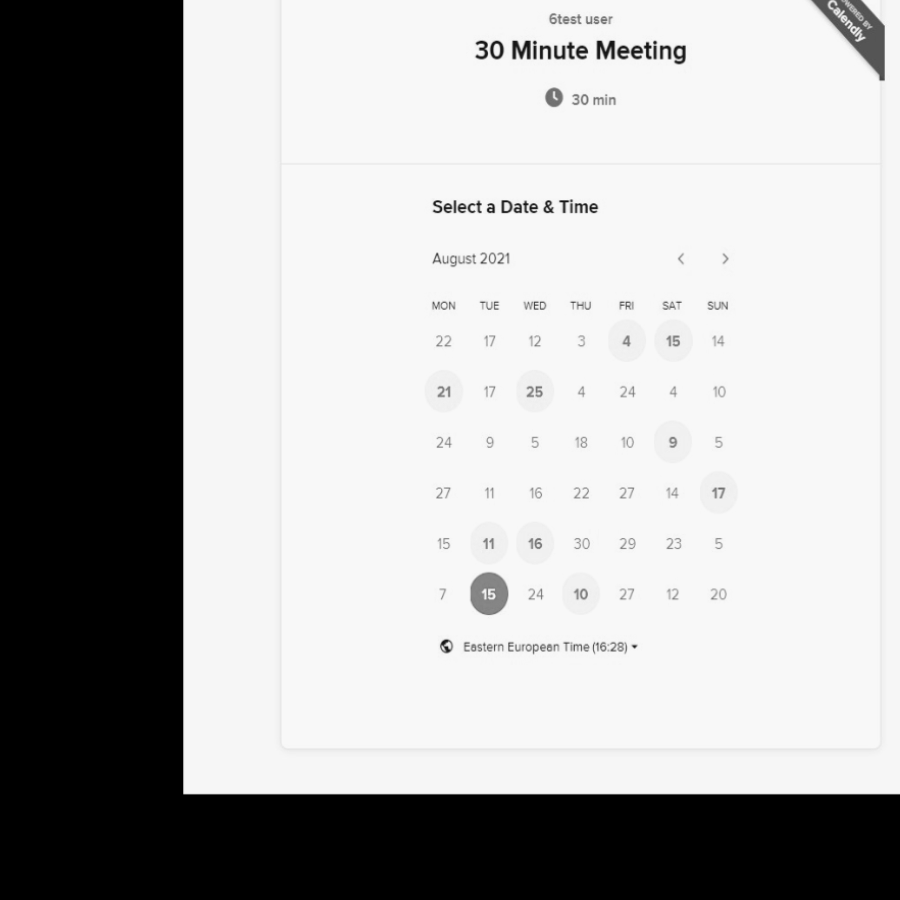 6test user
30 Minute Meeting
30 min
Calendly
Select a Date & Time
August 2021
MON TUE WED THU FRI SAT SUN
22 17 12 3 4 15 14
21 17 25 4 24 4 10
24 9 5 18 10 9 5
27 11 16 22 27 14 17
15 11 16 30 29 23 5
7 15 24 10 27 12 20
Eastern European Time (16:28)